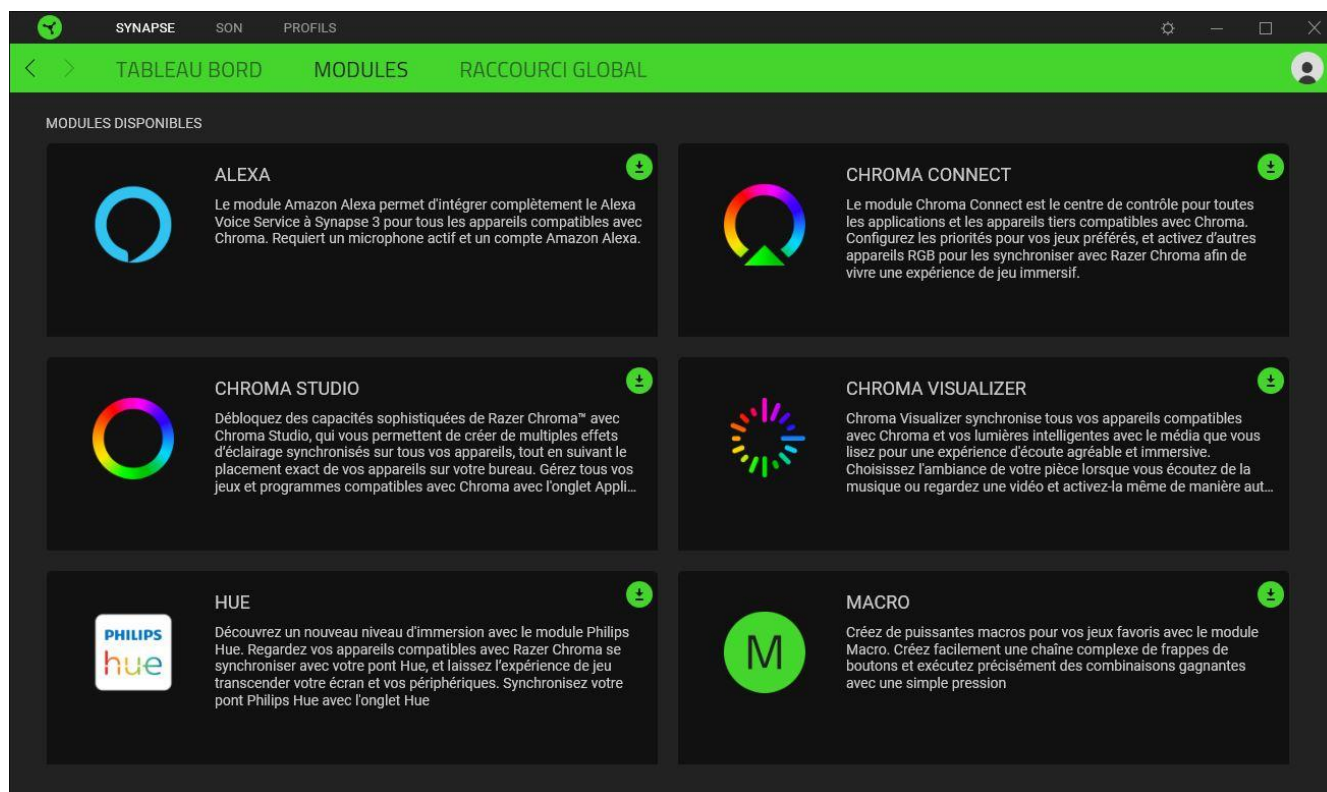 SYNAPSE SON PROFILS
TABLEAU BORD MODULES RACCOURCI GLOBAL
MODULES DISPONIBLES
ALEXA
Le module Amazon Alexa permet d'intégrer complètement le Alexa
Voice Service à Synapse 3 pour tous les appareils compatibles avec
Chroma. Requiert un microphone actif et un compte Amazon Alexa.
CHROMA CONNECT
Le module Chroma Connect est le centre de contrôle pour toutes
les applications et les appareils tiers compatibles avec Chroma.
Configurez les priorités pour vos jeux préférés, et activez d'autres
appareils RGB pour les synchroniser avec Razer Chroma afin de
vivre une expérience de jeu immersif.
CHROMA STUDIO
Débloquez des capacités sophistiquées de Razer Chroma™ avec
Chroma Studio, qui vous permettent de créer de multiples effets
d'éclairage synchronisés sur tous vos appareils, tout en suivant le
placement exact de vos appareils sur votre bureau. Gérez tous vos
jeux et programmes compatibles avec Chroma avec l'onglet Appli...
CHROMA VISUALIZER
Chroma Visualizer synchronise tous vos appareils compatibles
avec Chroma et vos lumières intelligentes avec le média que vous
lisez pour une expérience d'écoute agréable et immersive.
Choisissez l'ambiance de votre pièce lorsque vous écoutez de la
musique ou regardez une vidéo et activez-la même de manière aut...
PHILIPS
hue
HUE
Découvrez un nouveau niveau d'immersion avec le module Philips
Hue. Regardez vos appareils compatibles avec Razer Chroma se
synchroniser avec votre pont Hue, et laissez l'expérience de jeu
transcender votre écran et vos périphériques. Synchronisez votre
pont Philips Hue avec l'onglet Hue
M
MACRO
Créez de puissantes macros pour vos jeux favoris avec le module
Macro. Créez facilement une chaîne complexe de frappes de
boutons et exécutez précisément des combinaisons gagnantes
avec une simple pression